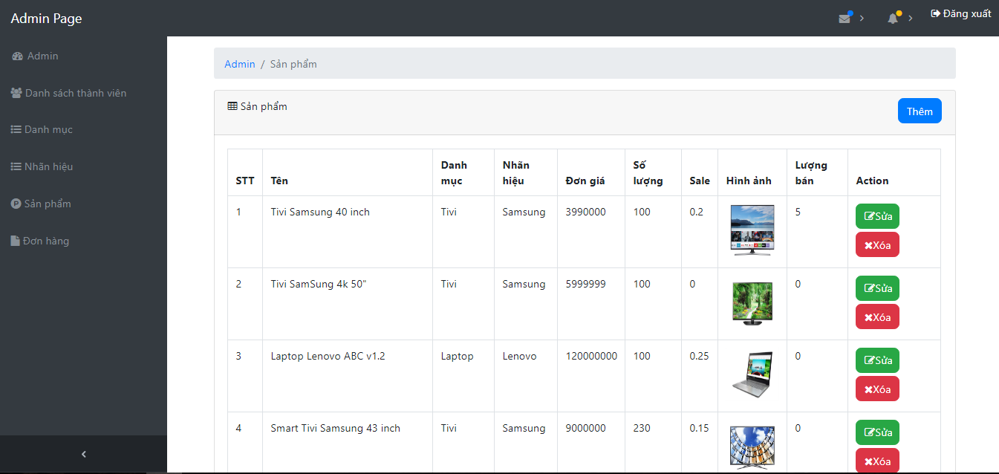 Admin Page
Đăng xuất
Admin
Danh sách thành viên
Danh mục
Nhãn hiệu
Sản phẩm
Đơn hàng
Admin / Sản phẩm
Sản phẩm
Thêm
STT Tên Danh mục Nhãn hiệu Đơn giá Số lượng Sale Hình ảnh Lượng bán Action
1 Tivi Samsung 40 inch Tivi Samsung 3990000 100 0.2 5 Sửa
Xóa
2 Tivi SamSung 4k 50" Tivi Samsung 5999999 100 0 0 Sửa
Xóa
3 Laptop Lenovo ABC v1.2 Laptop Lenovo 120000000 100 0.25 0 Sửa
Xóa
4 Smart Tivi Samsung 43 inch Tivi Samsung 9000000 230 0.15 0 Sửa
Xóa